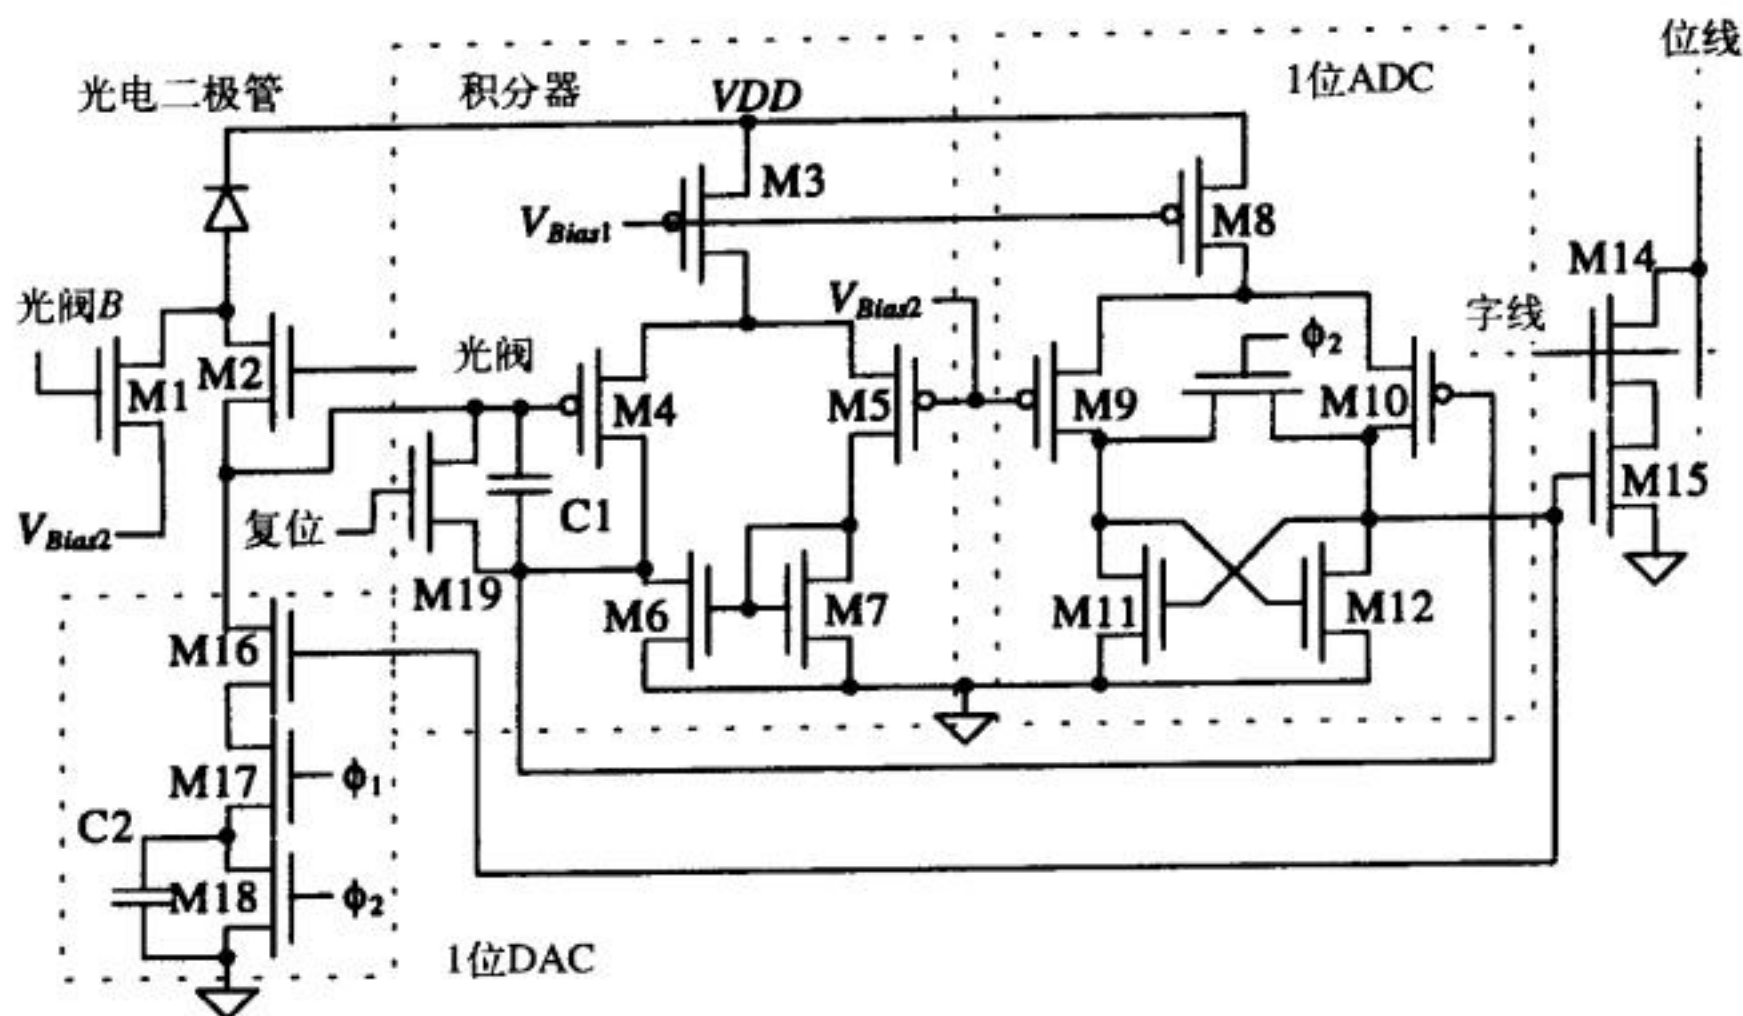 位线
光电二极管
积分器
VDD
1位ADC
M3
V_Bias1
M8
M14
光阀B
V_Bias2
字线
光阀
ϕ2
M1
M2
M4
M5
M9
M10
M15
V_Bias2
复位
C1
M19
M6
M7
M11
M12
M16
M17
ϕ1
C2
M18
ϕ2
1位DAC